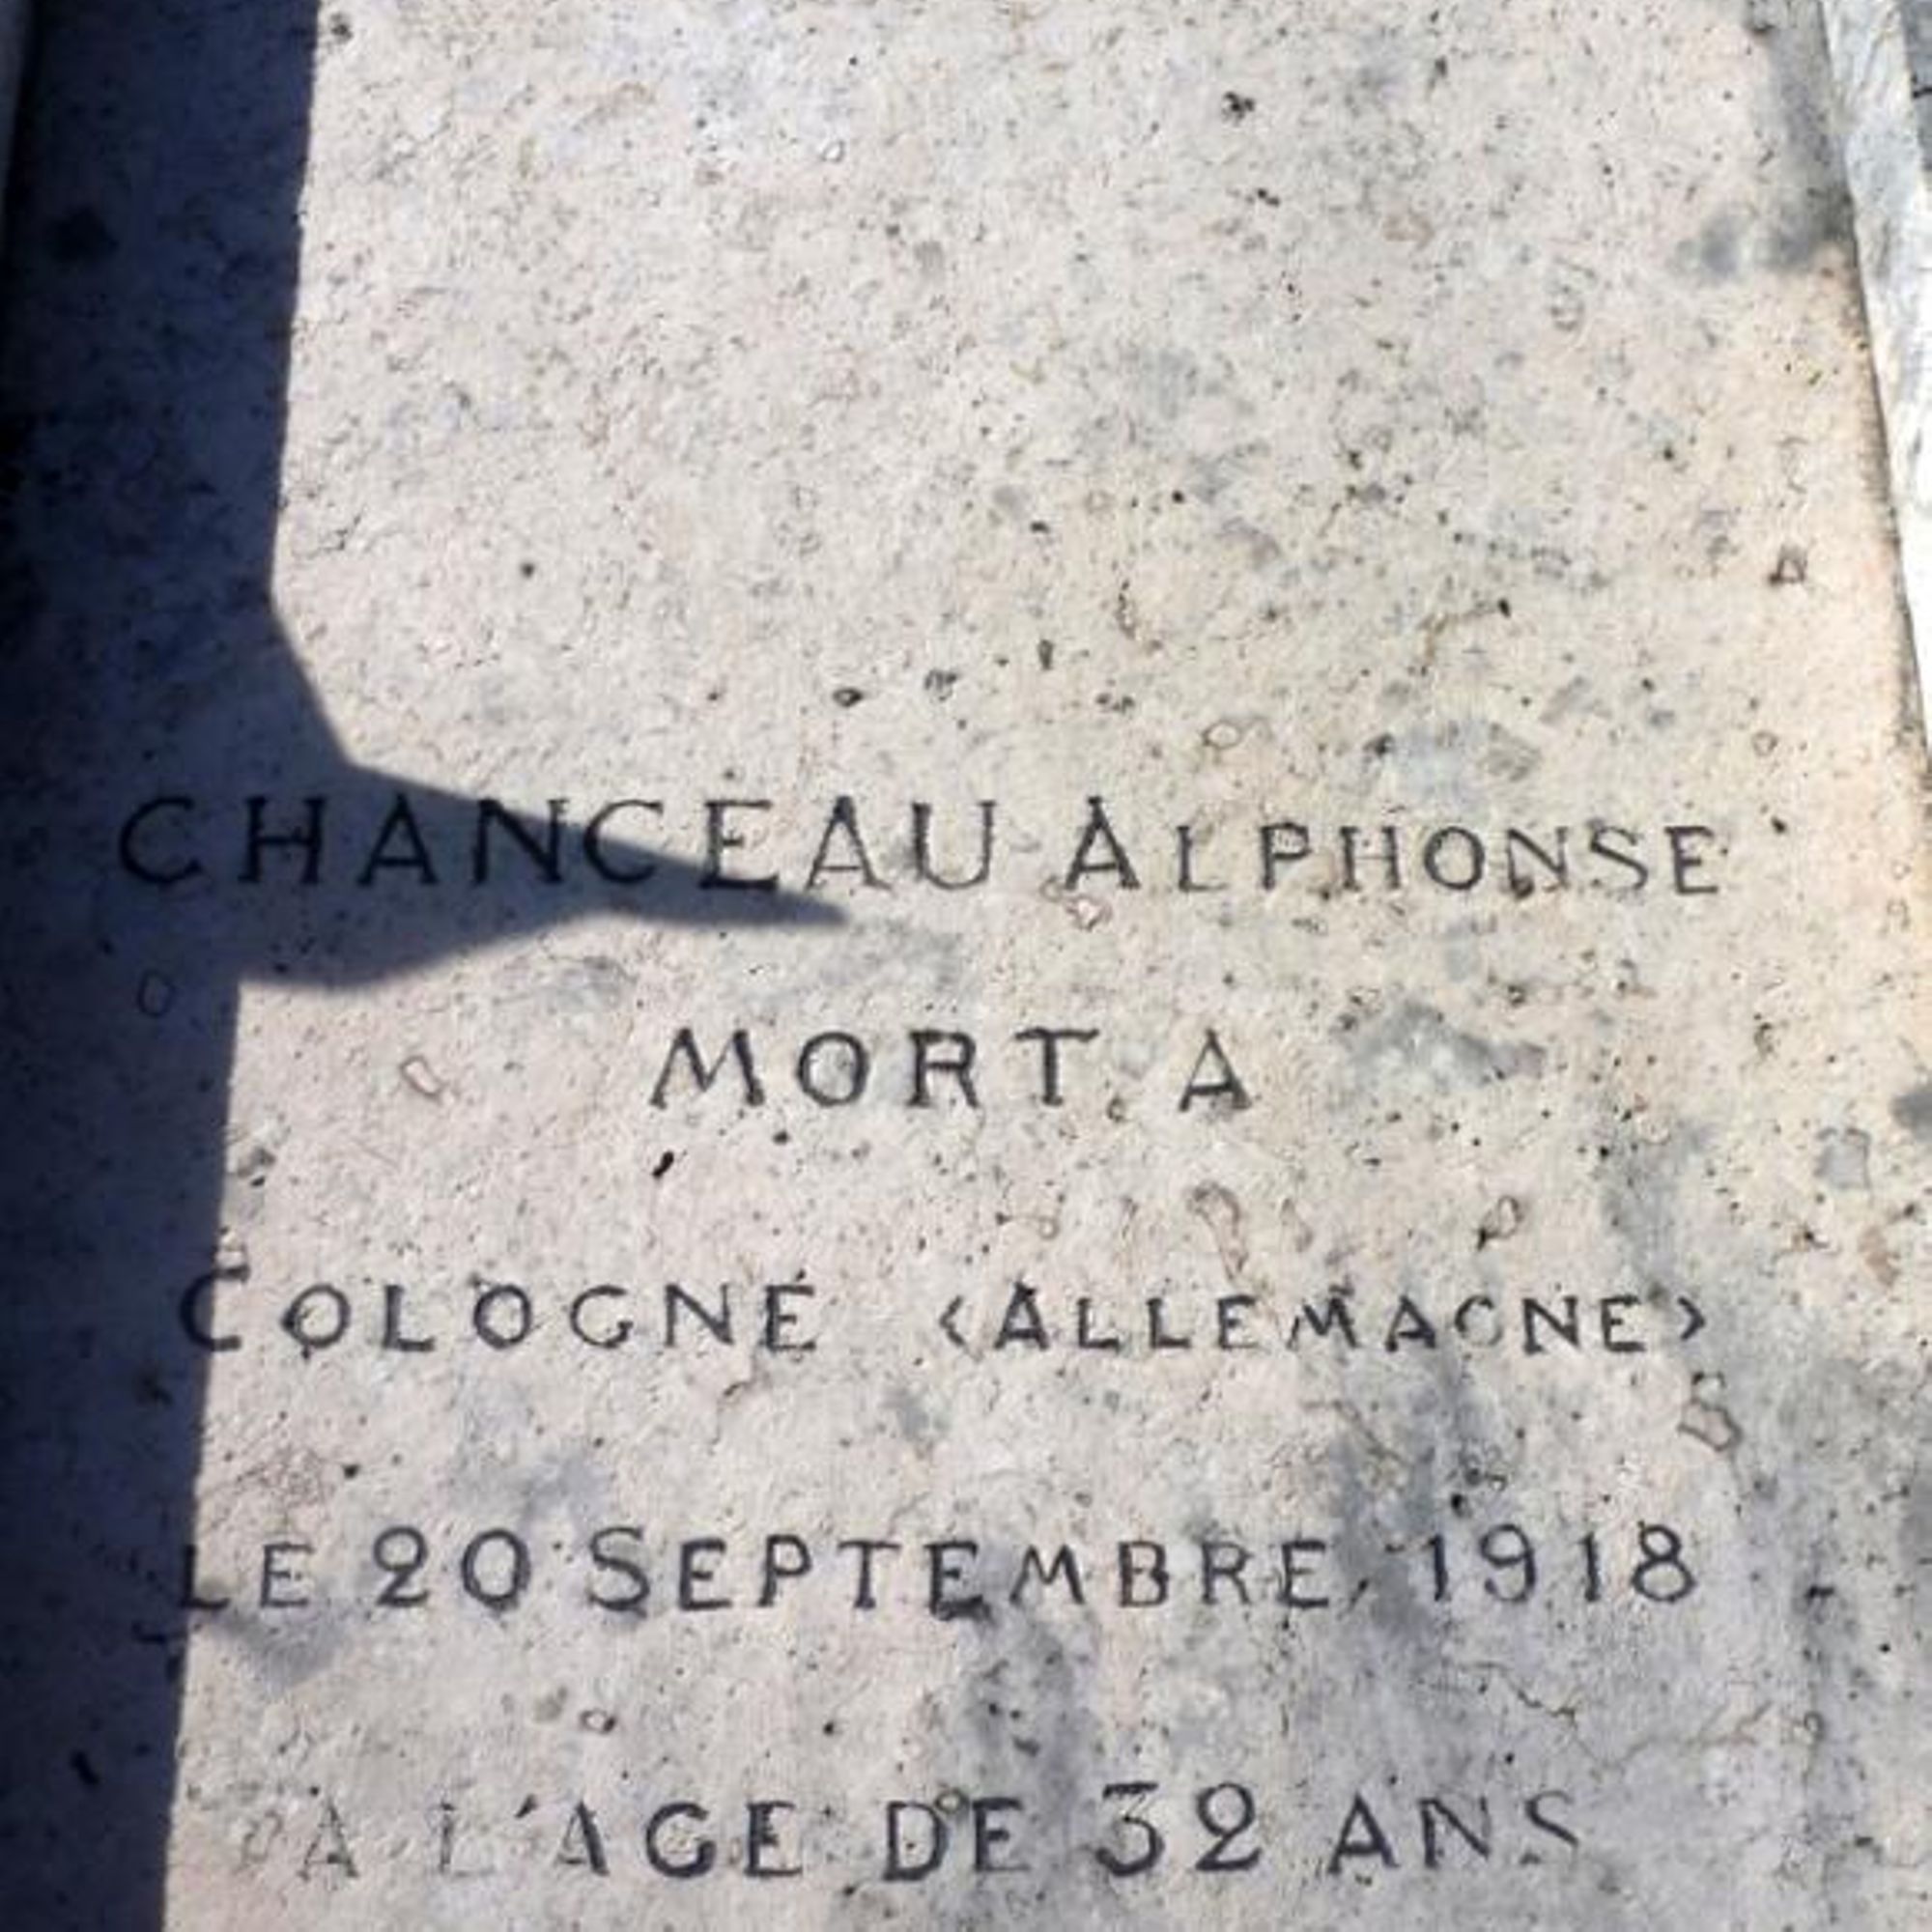 CHANCEAU ALPHONSE
MORT A
COLOGNE <ALLEMAGNE>
LE 20 SEPTEMBRE 1918
A L'AGE DE 32 ANS